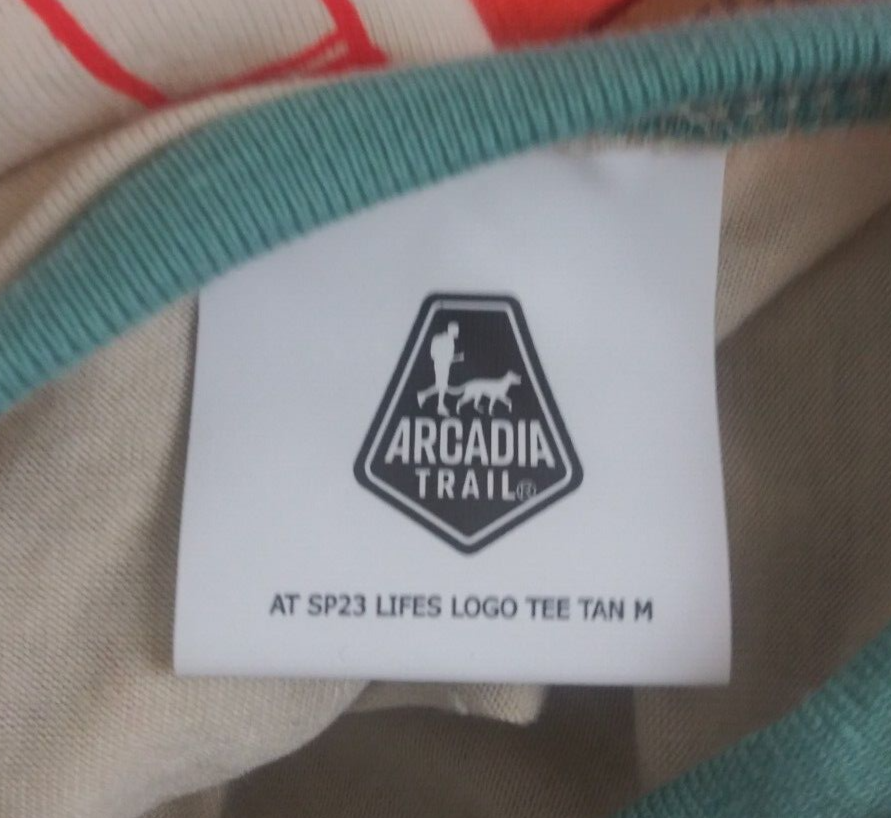 ARCADIA
TRAIL®
AT SP23 LIFES LOGO TEE TAN M